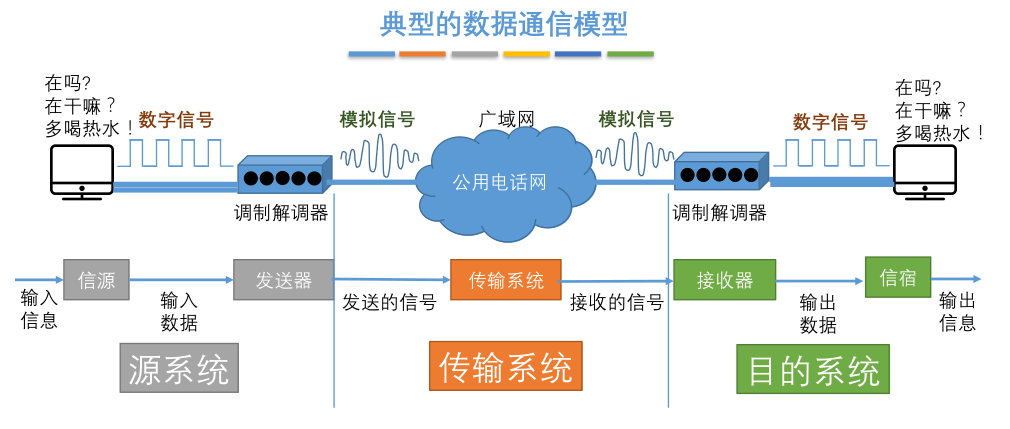 典型的数据通信模型
在吗?
在干嘛？
多喝热水！
数字信号
模拟信号
广域网
模拟信号
数字信号
在吗?
在干嘛？
多喝热水！
公用电话网
调制解调器
调制解调器
信源
发送器
传输系统
接收器
信宿
输入
信息
输入
数据
发送的信号
接收的信号
输出
数据
输出
信息
源系统
传输系统
目的系统